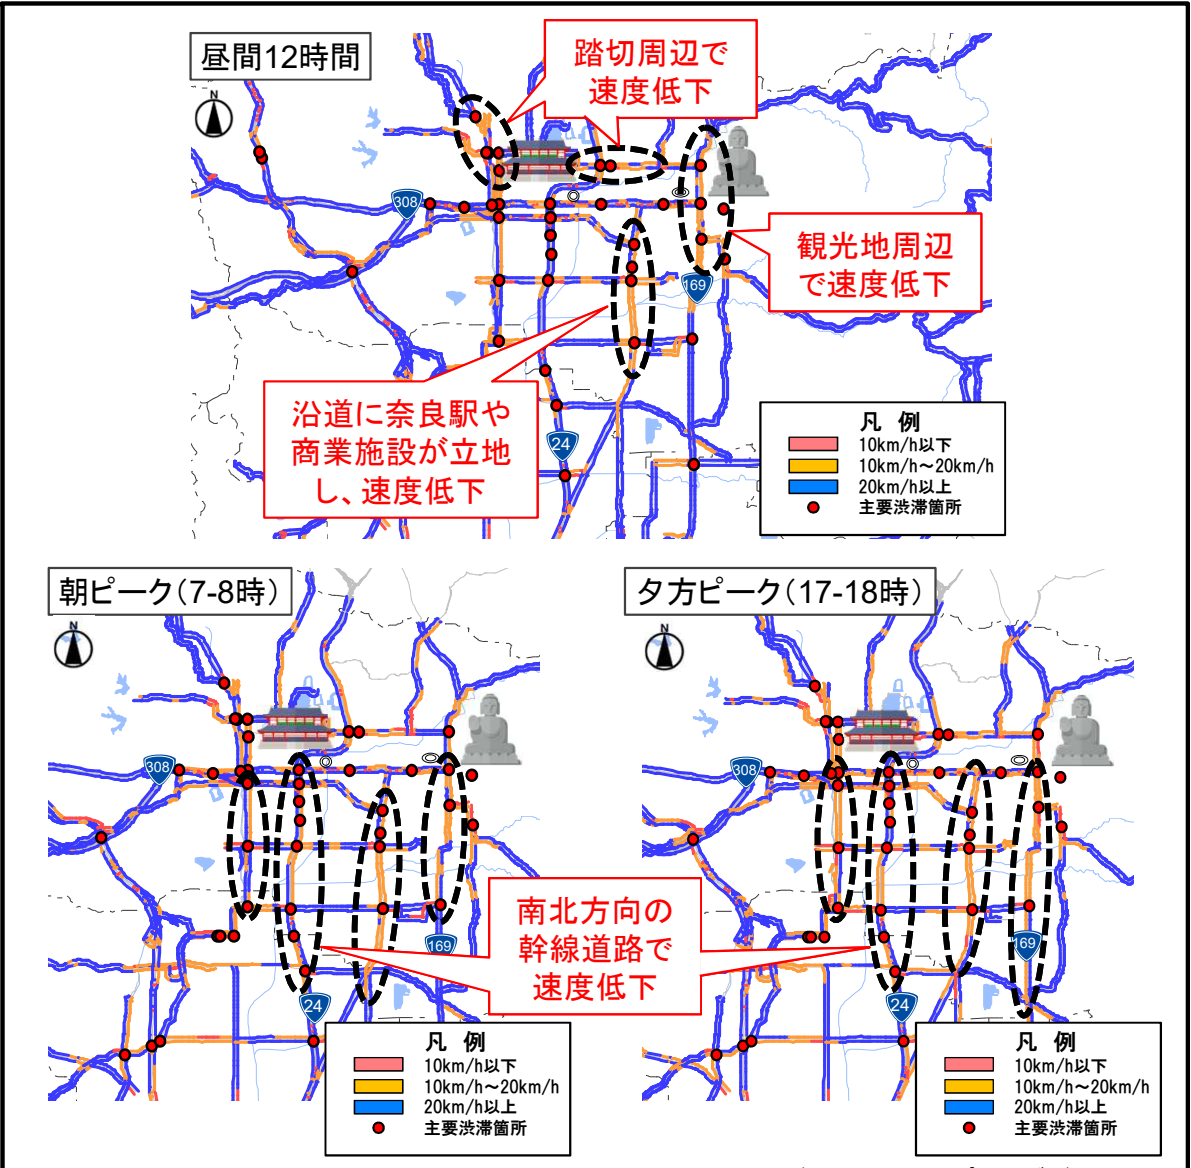 昼間12時間
踏切周辺で
速度低下
308
観光地周辺
で速度低下
169
沿道に奈良駅や
商業施設が立地
し、速度低下
24
凡 例
10km/h以下
10km/h～20km/h
20km/h以上
主要渋滞箇所
朝ピーク(7-8時)
夕方ピーク(17-18時)
308
308
南北方向の
幹線道路で
速度低下
169
169
24
24
凡 例
10km/h以下
10km/h～20km/h
20km/h以上
主要渋滞箇所
凡 例
10km/h以下
10km/h～20km/h
20km/h以上
主要渋滞箇所